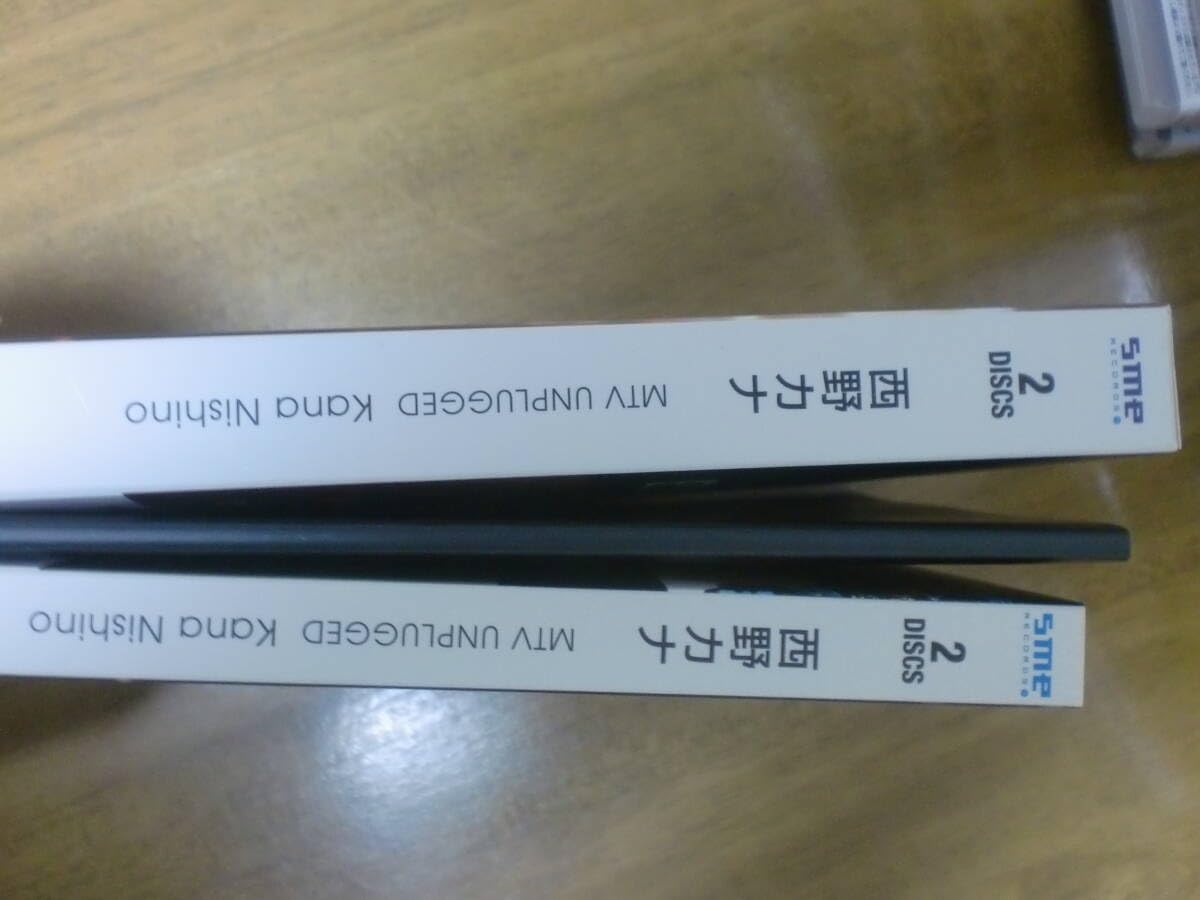 sme
RECORDS
2
DISCS
西野カナ
MTV UNPLUGGED Kana Nishino
sme
RECORDS
2
DISCS
西野カナ
MTV UNPLUGGED Kana Nishino